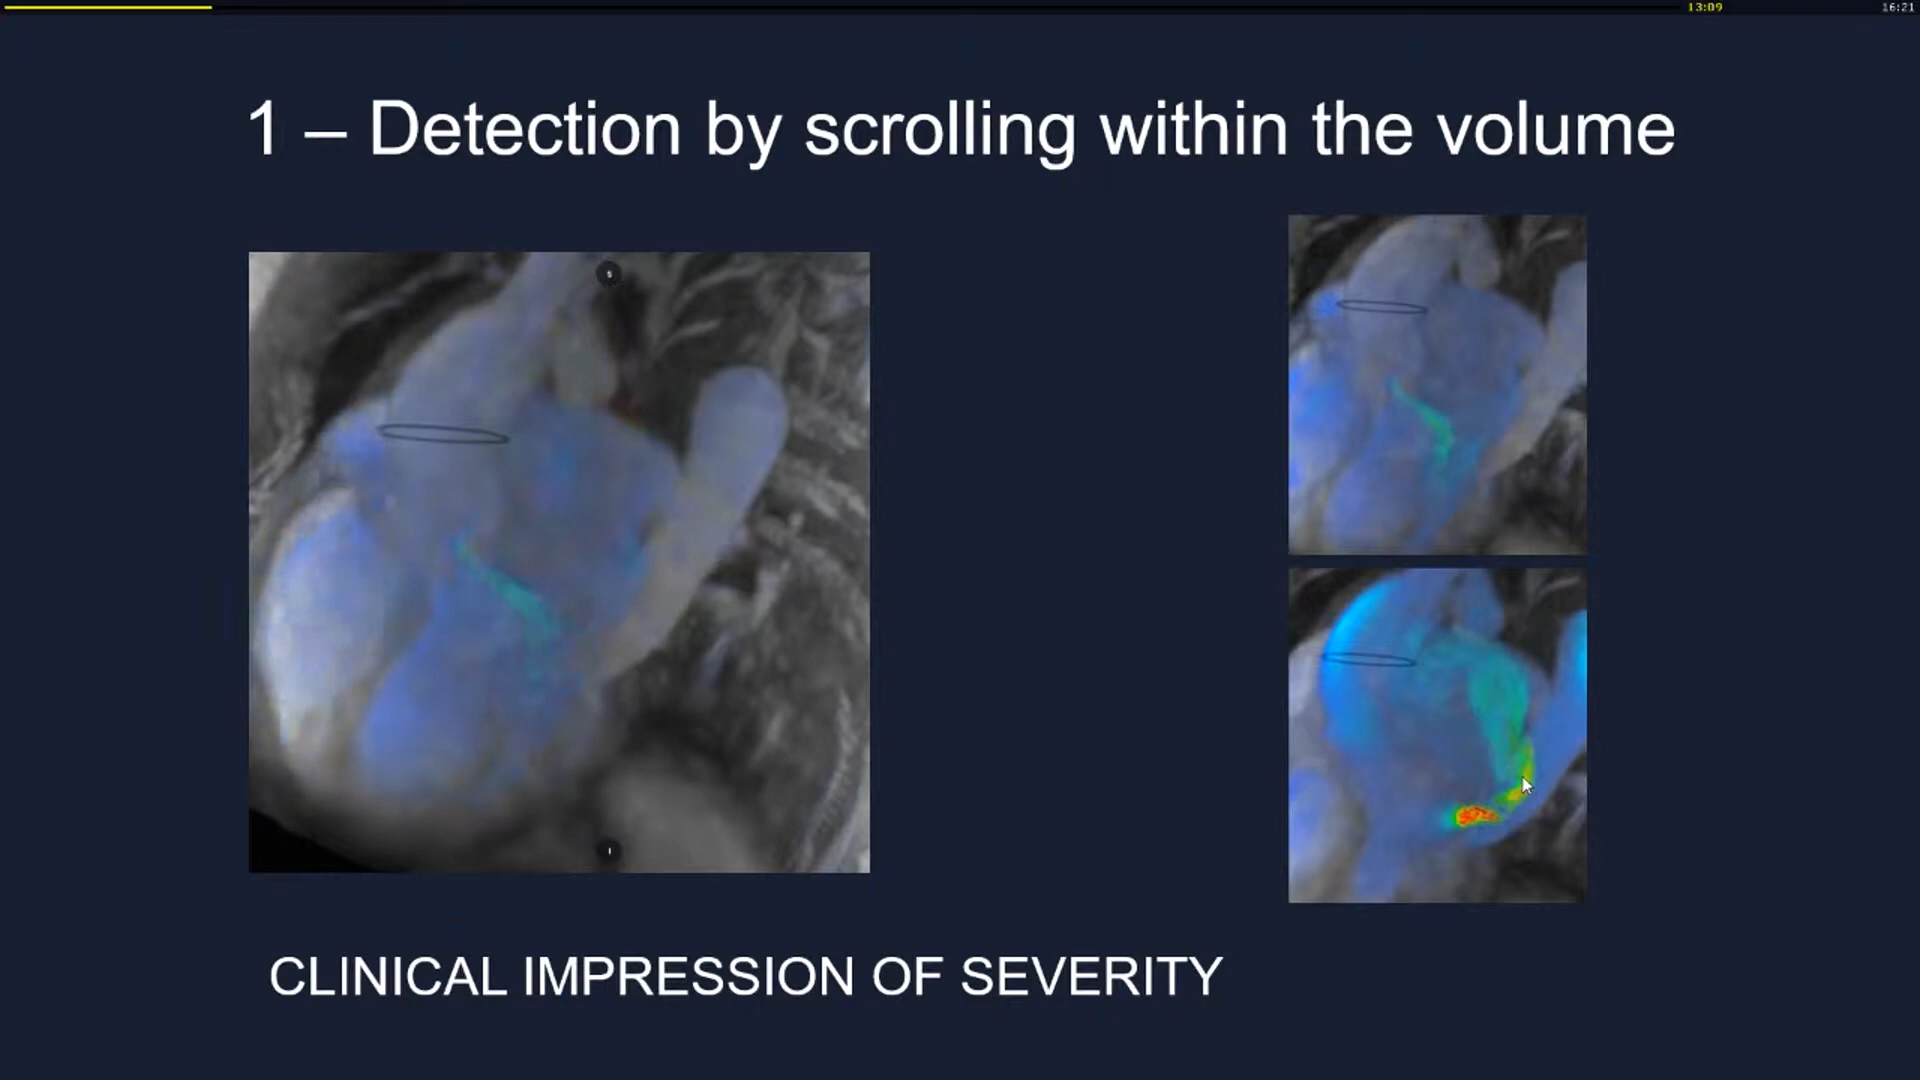 13:09
16:21
1 – Detection by scrolling within the volume
S
I
CLINICAL IMPRESSION OF SEVERITY